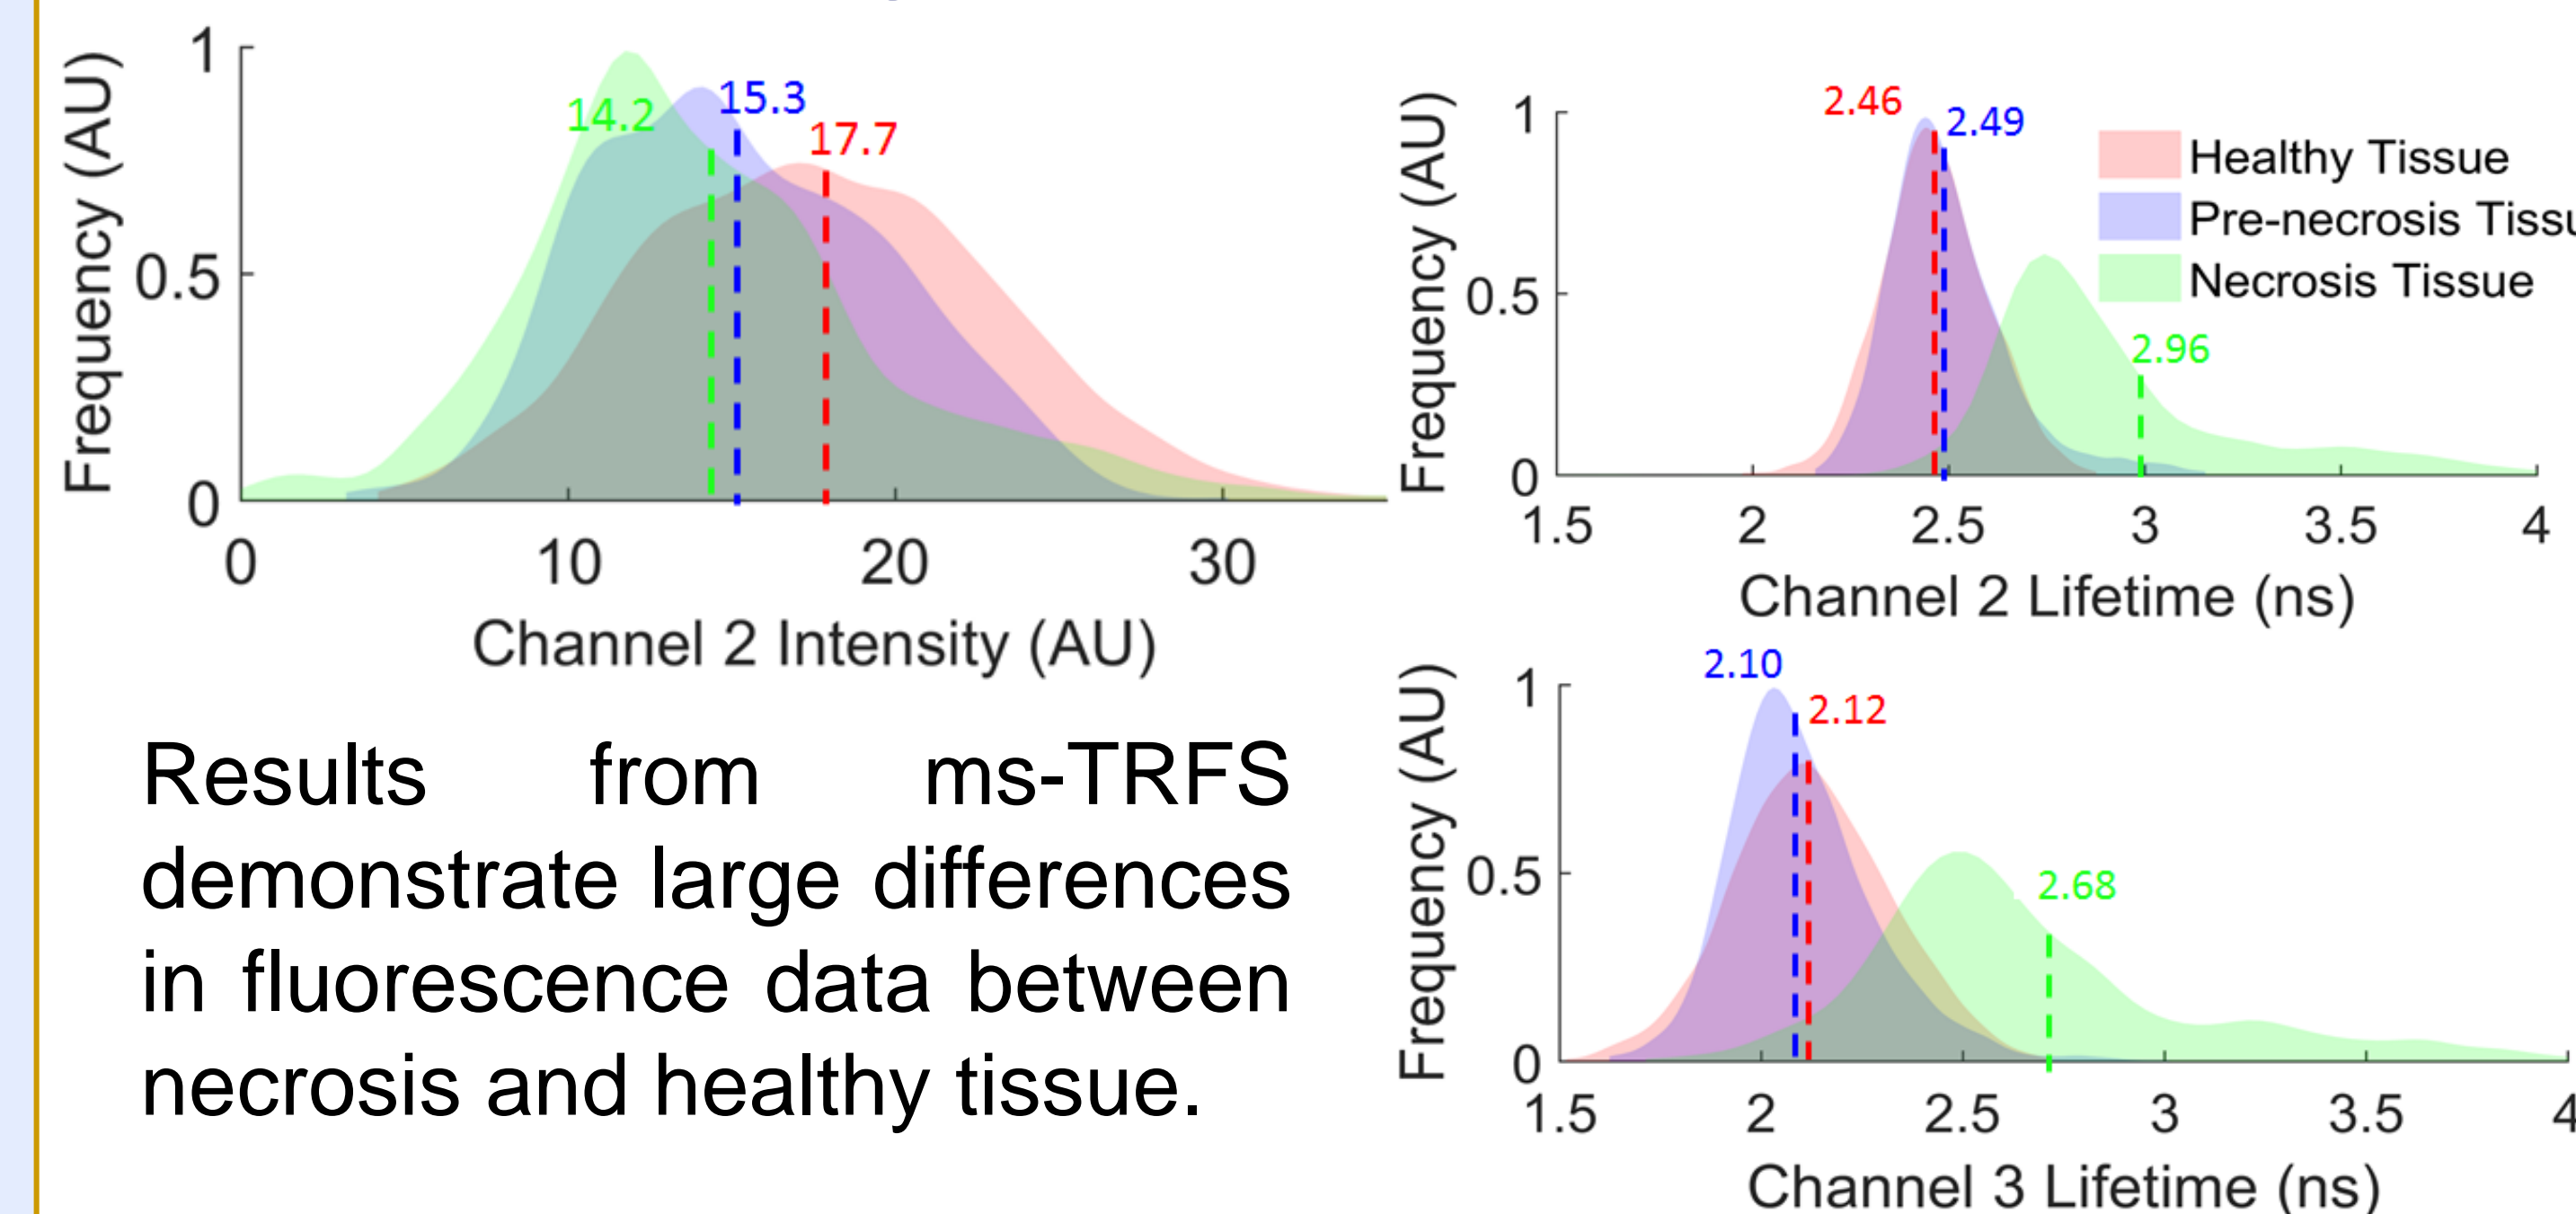 1
0.5
0
Frequency (AU)
14.2
15.3
17.7
0 10 20 30
Channel 2 Intensity (AU)
1
0.5
0
Frequency (AU)
2.46
2.49
2.96
Healthy Tissue
Pre-necrosis Tissu
Necrosis Tissue
1.5 2 2.5 3 3.5 4
Channel 2 Lifetime (ns)
Results from ms-TRFS
demonstrate large differences
in fluorescence data between
necrosis and healthy tissue.
1
0.5
0
Frequency (AU)
2.10
2.12
2.68
1.5 2 2.5 3 3.5 4
Channel 3 Lifetime (ns)